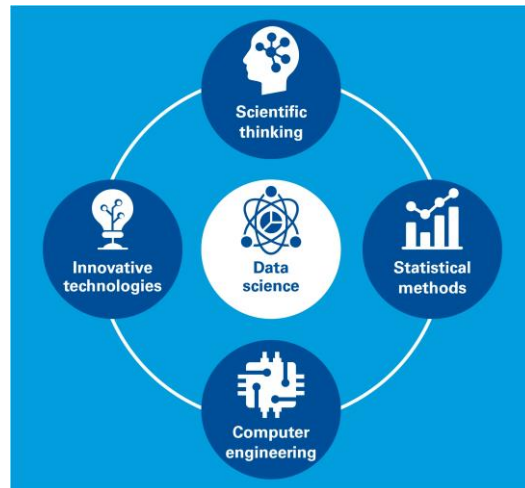 Scientific
thinking
Innovative
technologies
Data
science
Statistical
methods
Computer
engineering